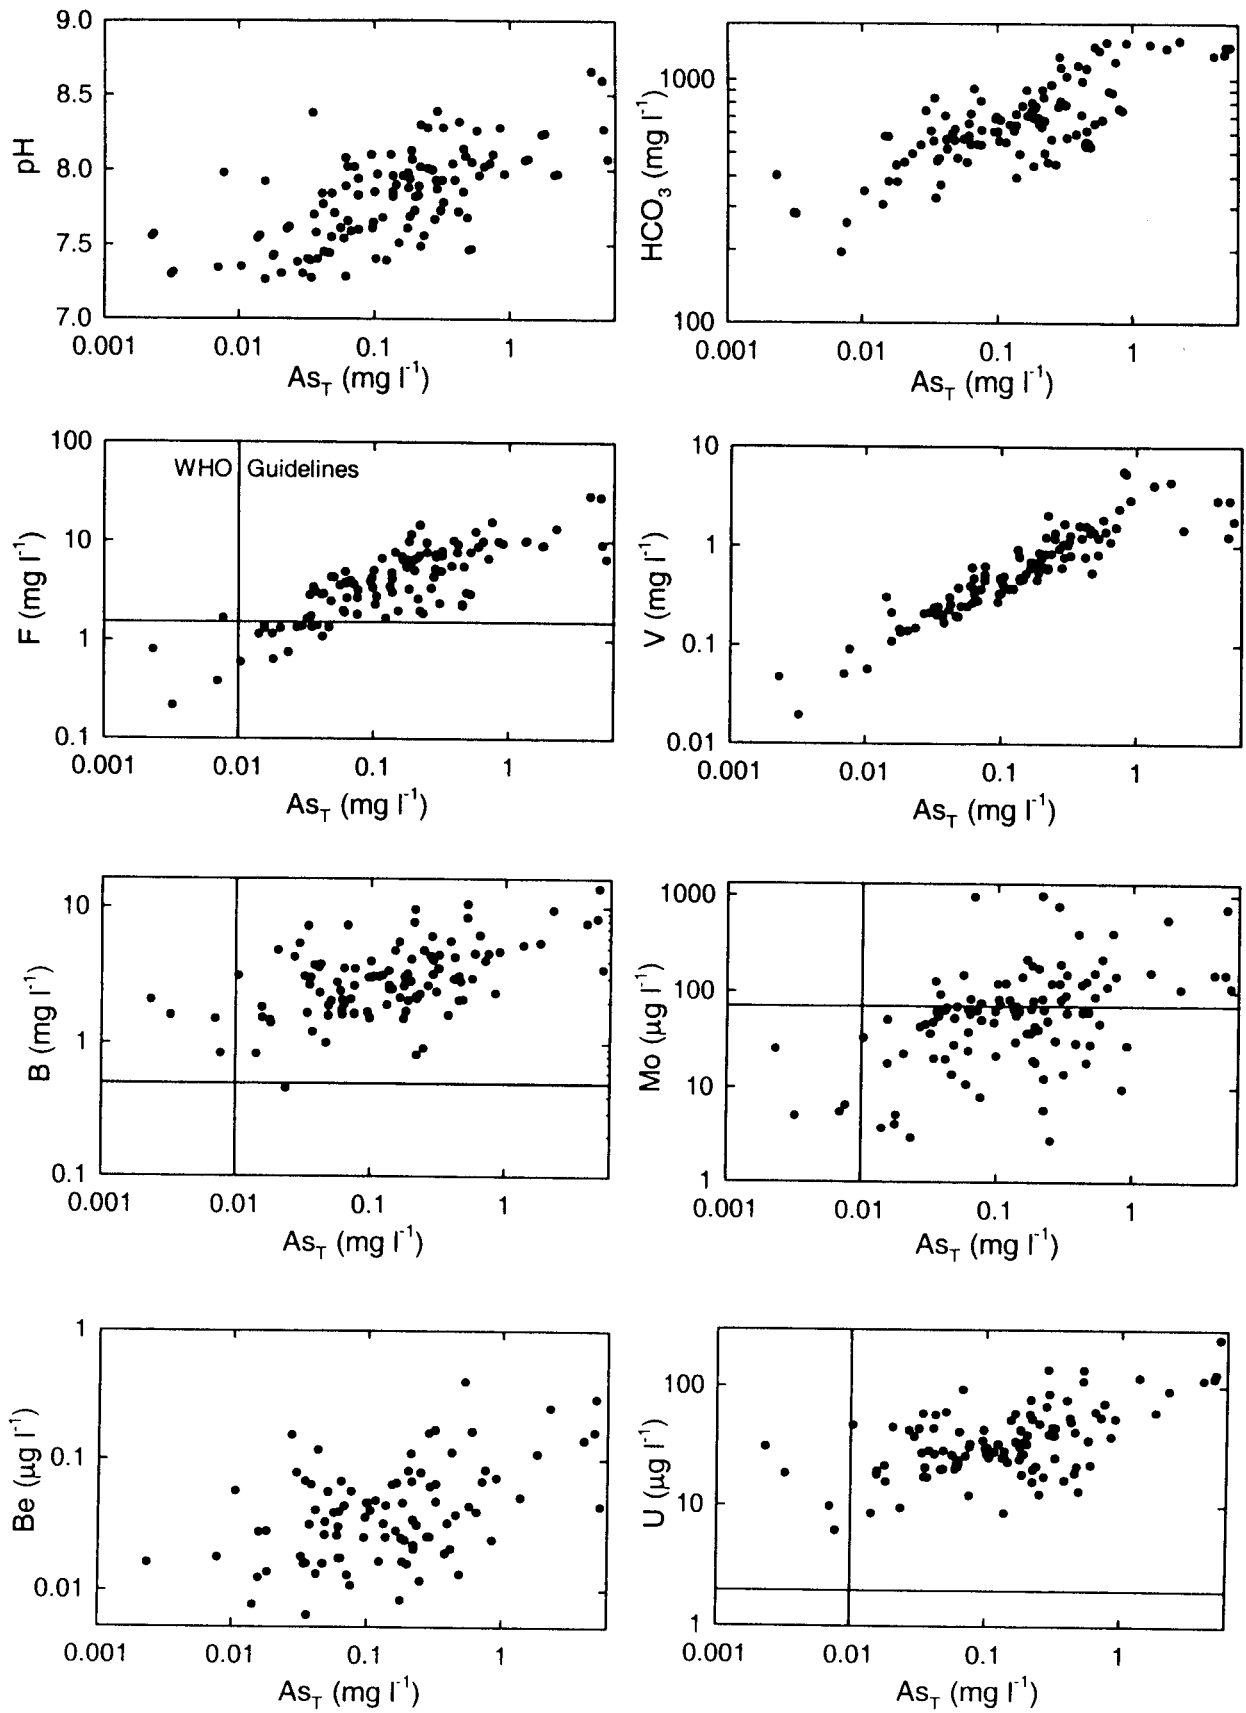 9.0
8.5
8.0
7.5
7.0
pH
0.001 0.01 0.1 1
As_T (mg l⁻¹)
1000
100
HCO₃ (mg l⁻¹)
0.001 0.01 0.1 1
As_T (mg l⁻¹)
100
10
1
0.1
F (mg l⁻¹)
WHO Guidelines
0.001 0.01 0.1 1
As_T (mg l⁻¹)
10
1
0.1
0.01
V (mg l⁻¹)
0.001 0.01 0.1 1
As_T (mg l⁻¹)
10
1
0.1
B (mg l⁻¹)
0.001 0.01 0.1 1
As_T (mg l⁻¹)
1000
100
10
1
Mo (µg l⁻¹)
0.001 0.01 0.1 1
As_T (mg l⁻¹)
1
0.1
0.01
Be (µg l⁻¹)
0.001 0.01 0.1 1
As_T (mg l⁻¹)
100
10
1
U (µg l⁻¹)
0.001 0.01 0.1 1
As_T (mg l⁻¹)